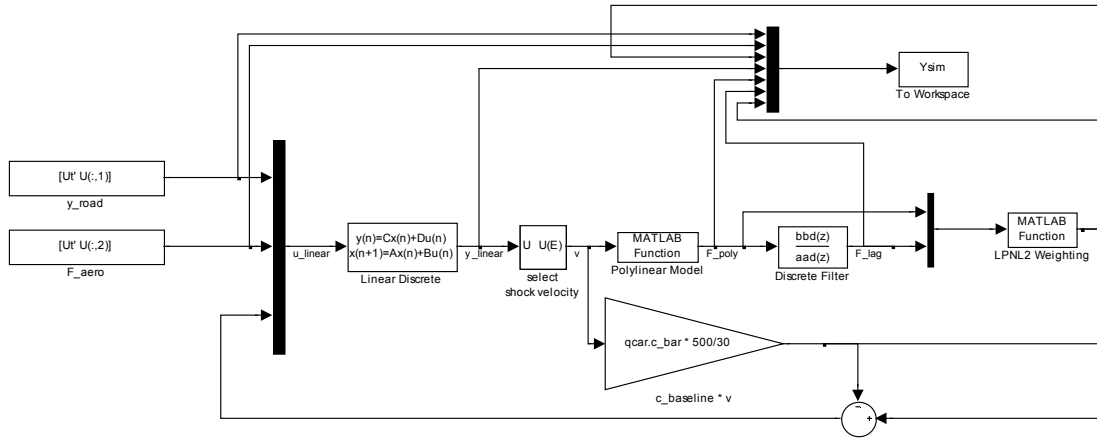 Ysim
To Workspace
[Ut' U(:,1)]
y_road
[Ut' U(:,2)]
F_aero
u_linear
y(n)=Cx(n)+Du(n)
x(n+1)=Ax(n)+Bu(n)
Linear Discrete
y_linear
U U(E)
select
shock velocity
v
MATLAB
Function
Polylinear Model
F_poly
bbd(z)
aad(z)
Discrete Filter
F_lag
MATLAB
Function
LPNL2 Weighting
qcar.c_bar * 500/30
c_baseline * v
−
+